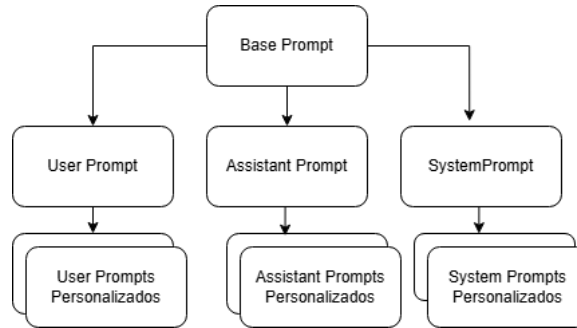 Base Prompt
User Prompt
Assistant Prompt
SystemPrompt
User Prompts
Personalizados
Assistant Prompts
Personalizados
System Prompts
Personalizados